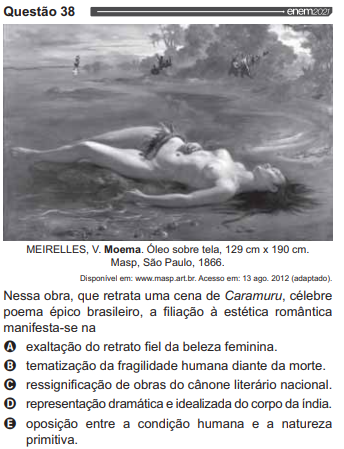 Questão 38
enem2021
MEIRELLES, V. Moema. Óleo sobre tela, 129 cm x 190 cm.
Masp, São Paulo, 1866.
Disponível em: www.masp.art.br. Acesso em: 13 ago. 2012 (adaptado).
Nessa obra, que retrata uma cena de Caramuru, célebre
poema épico brasileiro, a filiação à estética romântica
manifesta-se na
A exaltação do retrato fiel da beleza feminina.
B tematização da fragilidade humana diante da morte.
C ressignificação de obras do cânone literário nacional.
D representação dramática e idealizada do corpo da índia.
E oposição entre a condição humana e a natureza
primitiva.